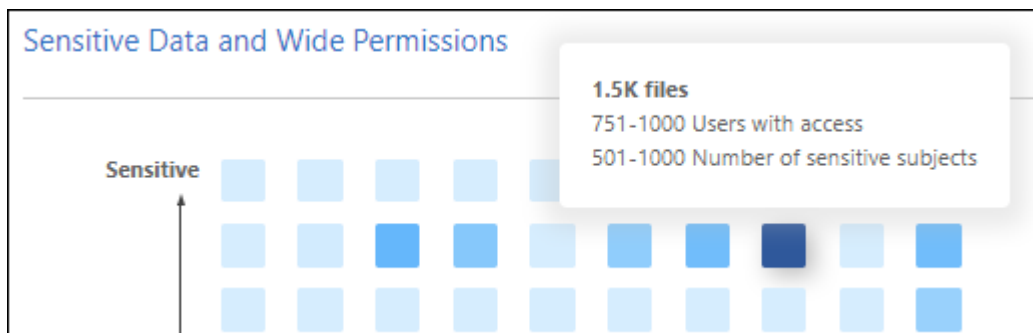 Sensitive Data and Wide Permissions
1.5K files
751-1000 Users with access
501-1000 Number of sensitive subjects
Sensitive